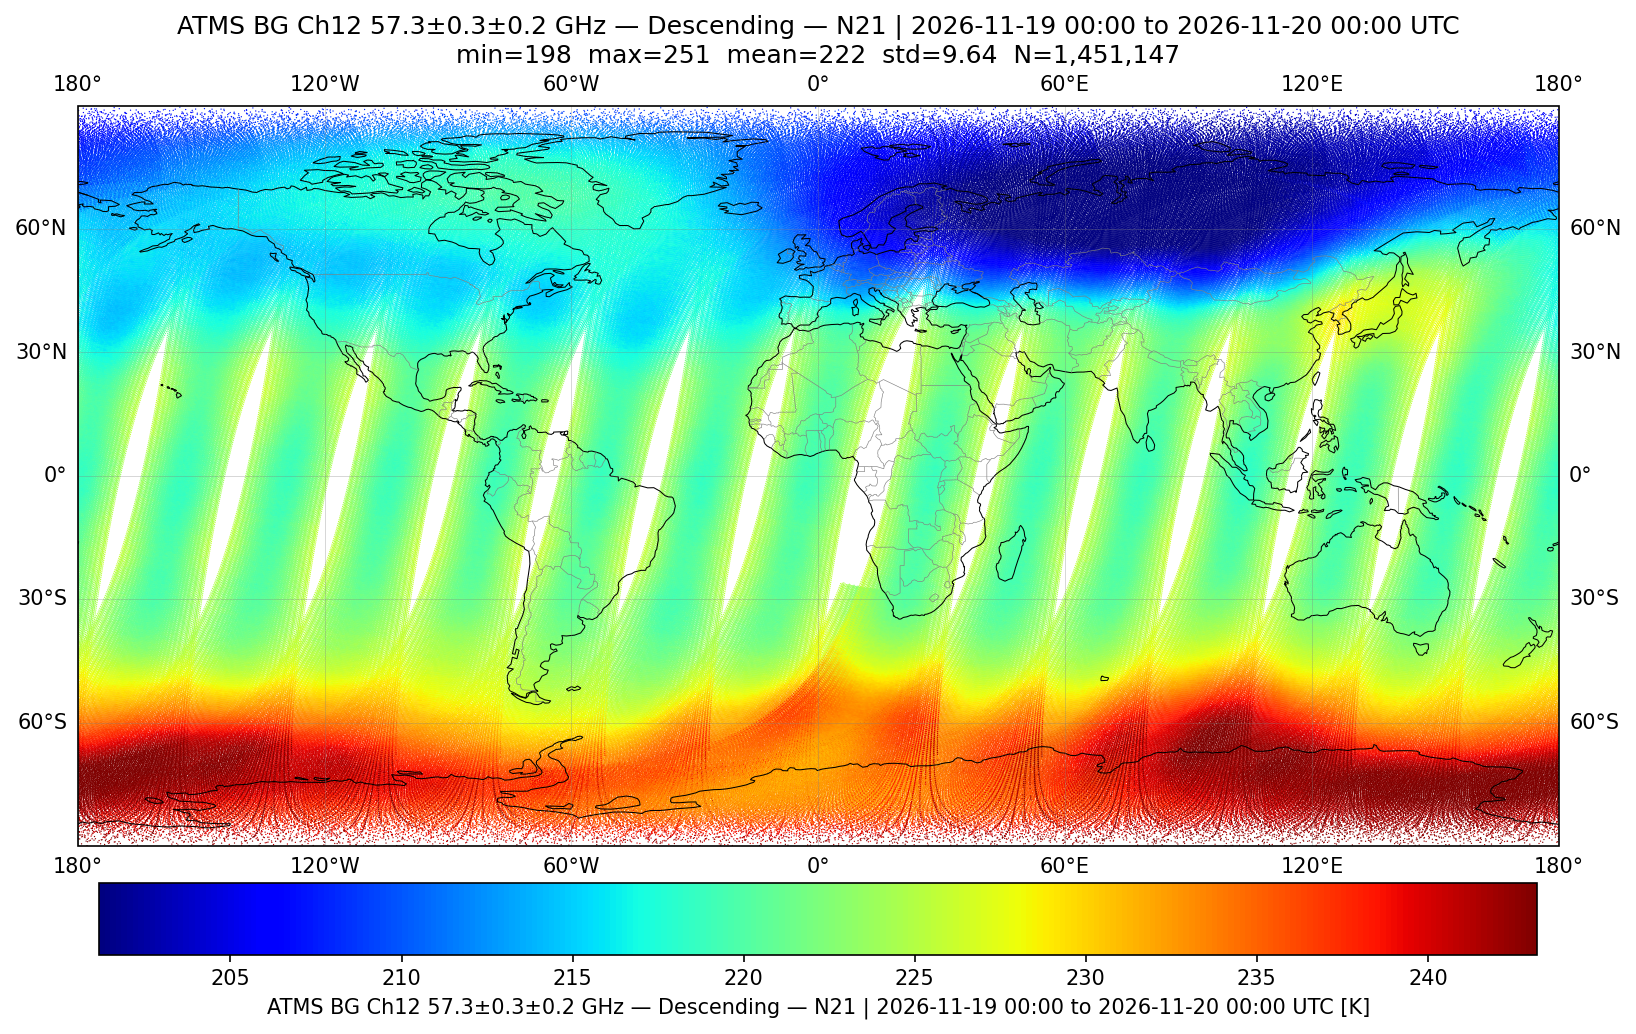 ATMS BG Ch12 57.3±0.3±0.2 GHz — Descending — N21 | 2026-11-19 00:00 to 2026-11-20 00:00 UTC
min=198 max=251 mean=222 std=9.64 N=1,451,147
180° 120°W 60°W 0° 60°E 120°E 180°
60°N 60°N
30°N 30°N
0° 0°
30°S 30°S
60°S 60°S
180° 120°W 60°W 0° 60°E 120°E 180°
205 210 215 220 225 230 235 240
ATMS BG Ch12 57.3±0.3±0.2 GHz — Descending — N21 | 2026-11-19 00:00 to 2026-11-20 00:00 UTC [K]